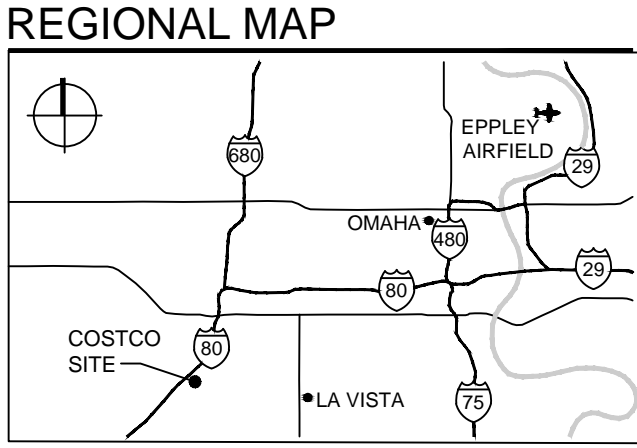 REGIONAL MAP
EPPLEY
AIRFIELD
680
29
OMAHA
480
29
80
COSTCO
SITE
80
LA VISTA
75